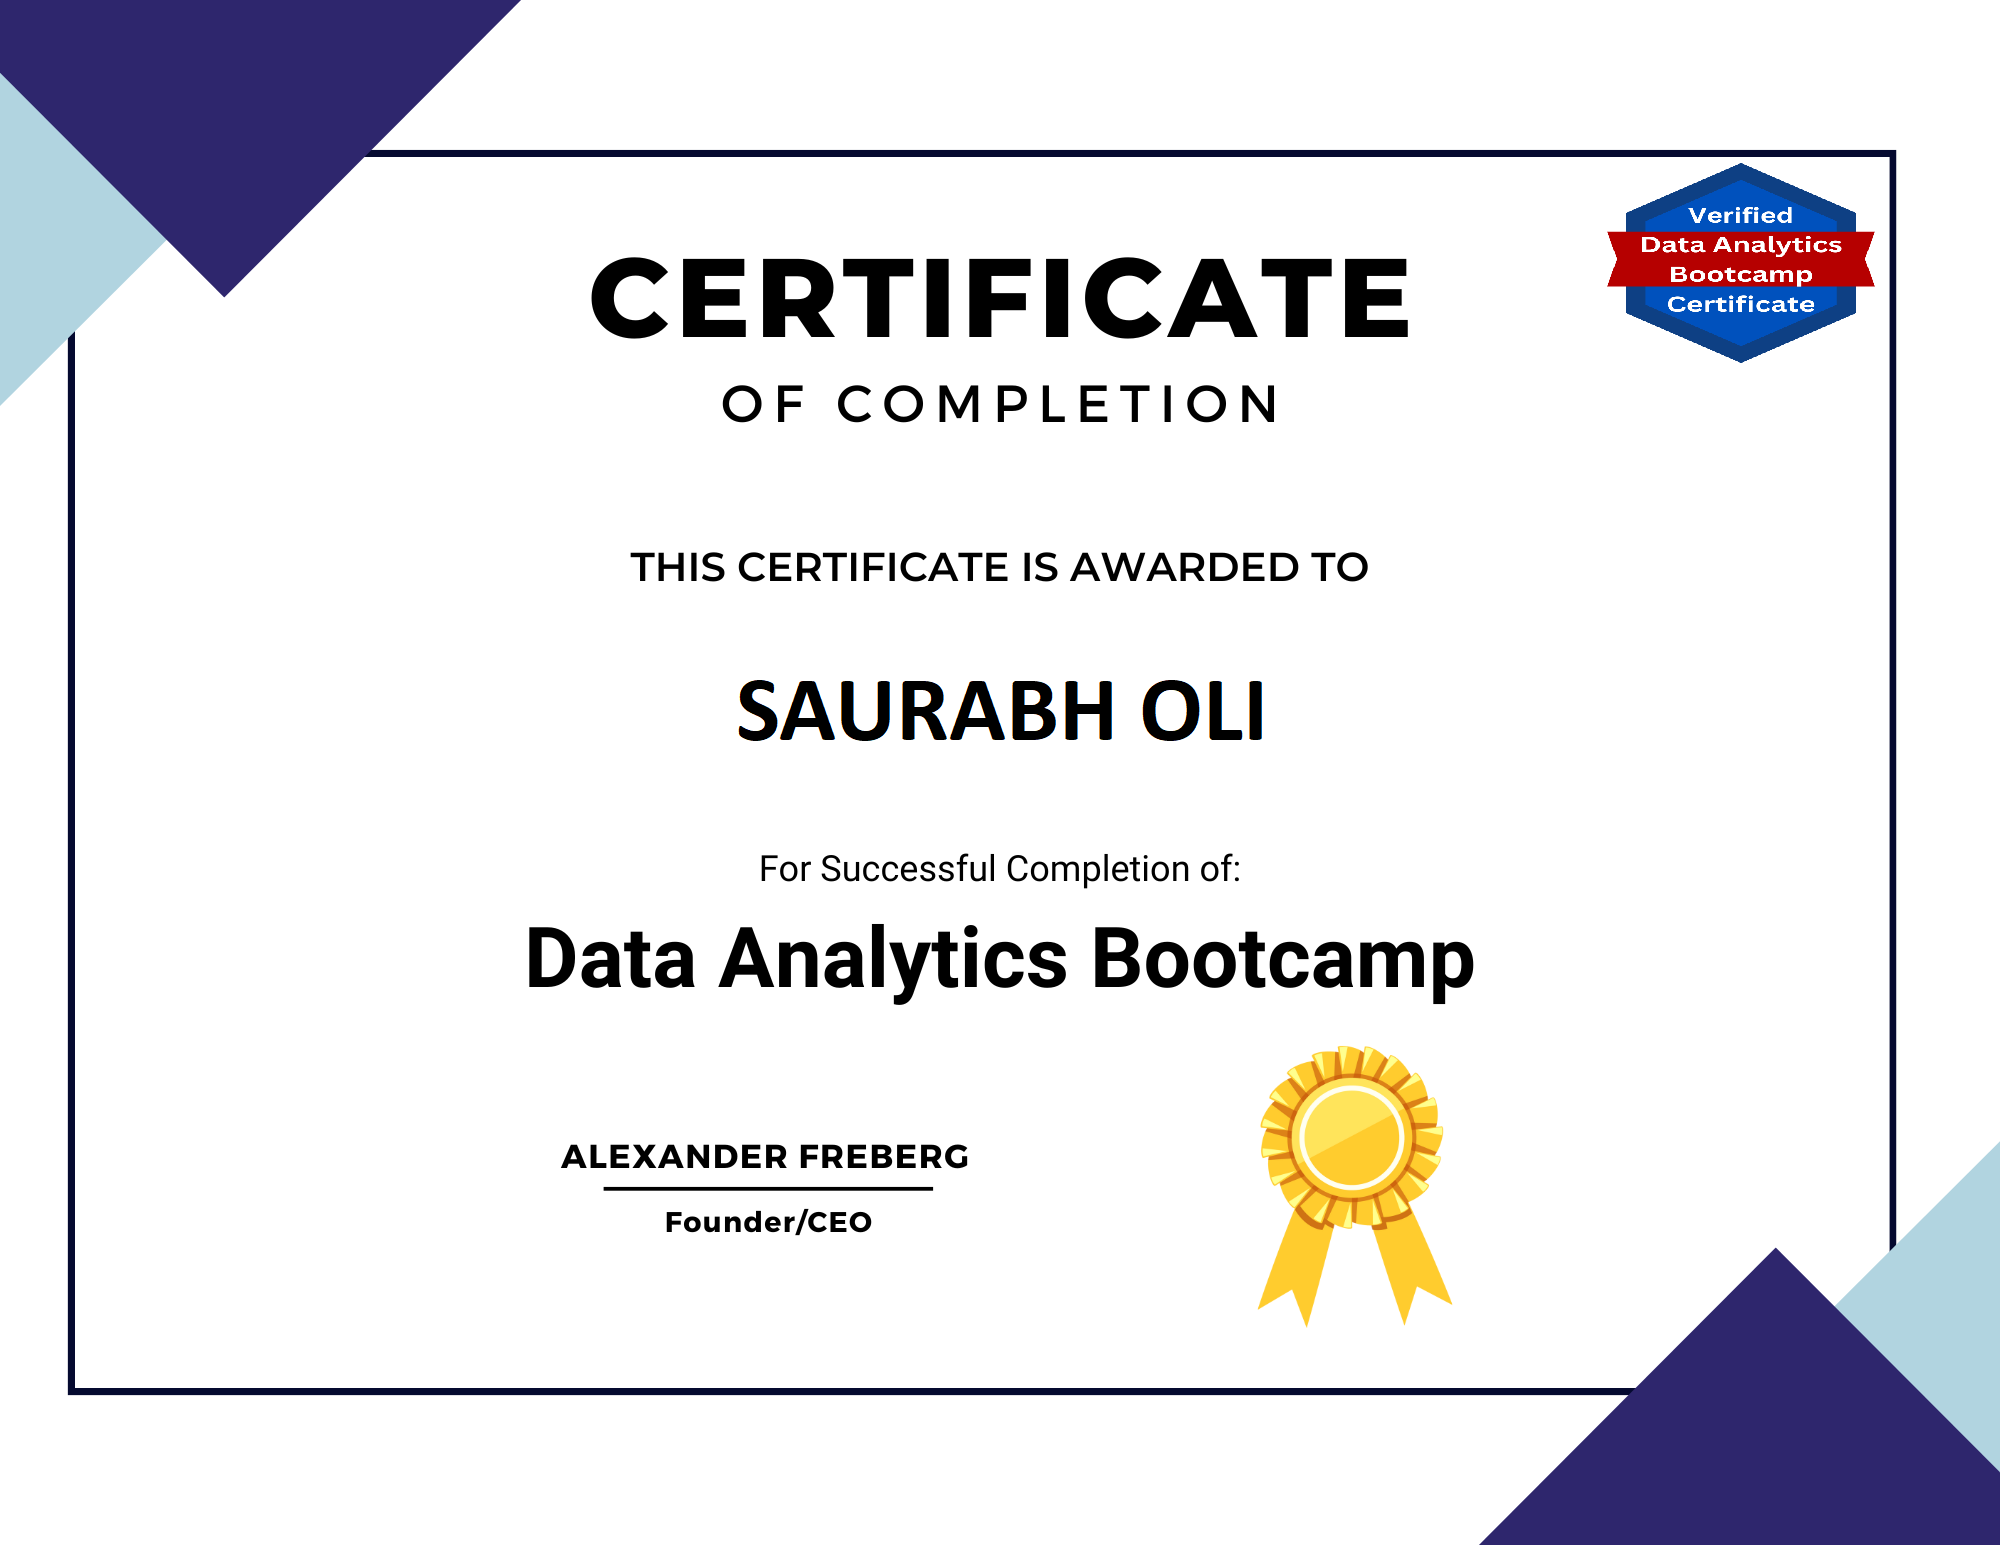 Verified
Data Analytics
Bootcamp
Certificate
CERTIFICATE
OF COMPLETION
THIS CERTIFICATE IS AWARDED TO
SAURABH OLI
For Successful Completion of:
Data Analytics Bootcamp
ALEXANDER FREBERG
Founder/CEO